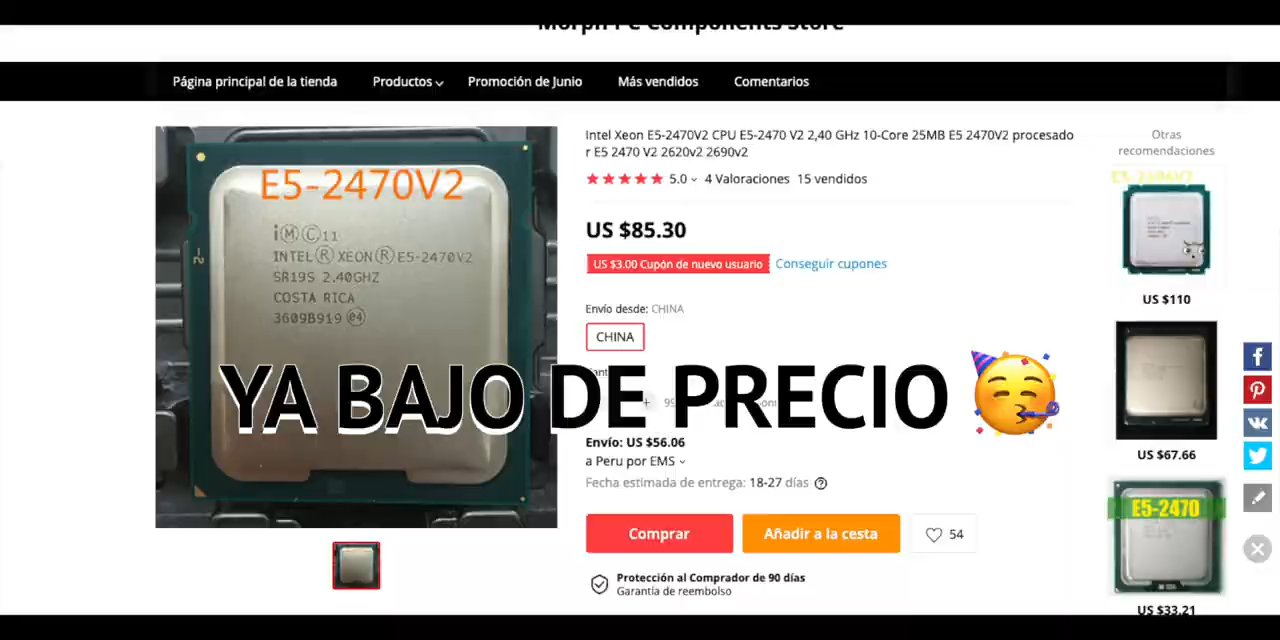 Morph PC Components Store
Página principal de la tienda
Productos
Promoción de Junio
Más vendidos
Comentarios
E5-2470V2
iⓂⒸ11
INTEL®XEON®E5-2470V2
SR19S 2.40GHZ
COSTA RICA
3609B919 e4
Intel Xeon E5-2470V2 CPU E5-2470 V2 2,40 GHz 10-Core 25MB E5 2470V2 procesado
r E5 2470 V2 2620v2 2690v2
5.0 4 Valoraciones 15 vendidos
US $85.30
US $3.00 Cupón de nuevo usuario Conseguir cupones
Envío desde: CHINA
CHINA
YA BAJO DE PRECIO
Envío: US $56.06
a Peru por EMS
Fecha estimada de entrega: 18-27 días
Comprar
Añadir a la cesta
54
Protección al Comprador de 90 días
Garantía de reembolso
Otras
recomendaciones
US $110
US $67.66
E5-2470
US $33.21